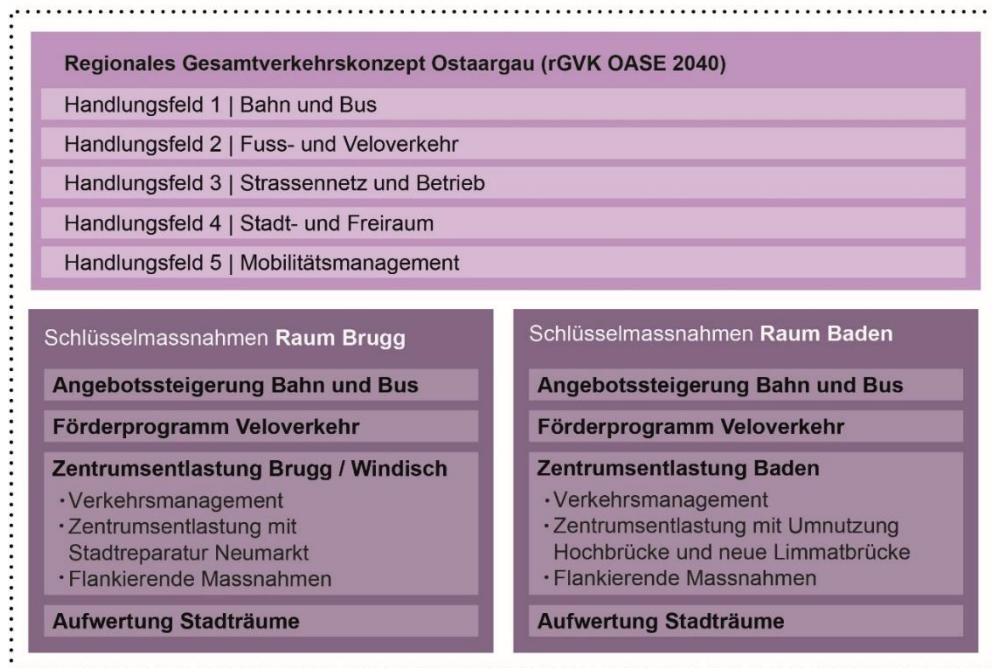 Regionales Gesamtverkehrskonzept Ostaargau (rGVK OASE 2040)
Handlungsfeld 1 | Bahn und Bus
Handlungsfeld 2 | Fuss- und Veloverkehr
Handlungsfeld 3 | Strassennetz und Betrieb
Handlungsfeld 4 | Stadt- und Freiraum
Handlungsfeld 5 | Mobilitätsmanagement
Schlüsselmassnahmen Raum Brugg
Angebotssteigerung Bahn und Bus
Förderprogramm Veloverkehr
Zentrumsentlastung Brugg / Windisch
· Verkehrsmanagement
· Zentrumsentlastung mit
Stadtreparatur Neumarkt
· Flankierende Massnahmen
Aufwertung Stadträume
Schlüsselmassnahmen Raum Baden
Angebotssteigerung Bahn und Bus
Förderprogramm Veloverkehr
Zentrumsentlastung Baden
· Verkehrsmanagement
· Zentrumsentlastung mit Umnutzung
Hochbrücke und neue Limmatbrücke
· Flankierende Massnahmen
Aufwertung Stadträume